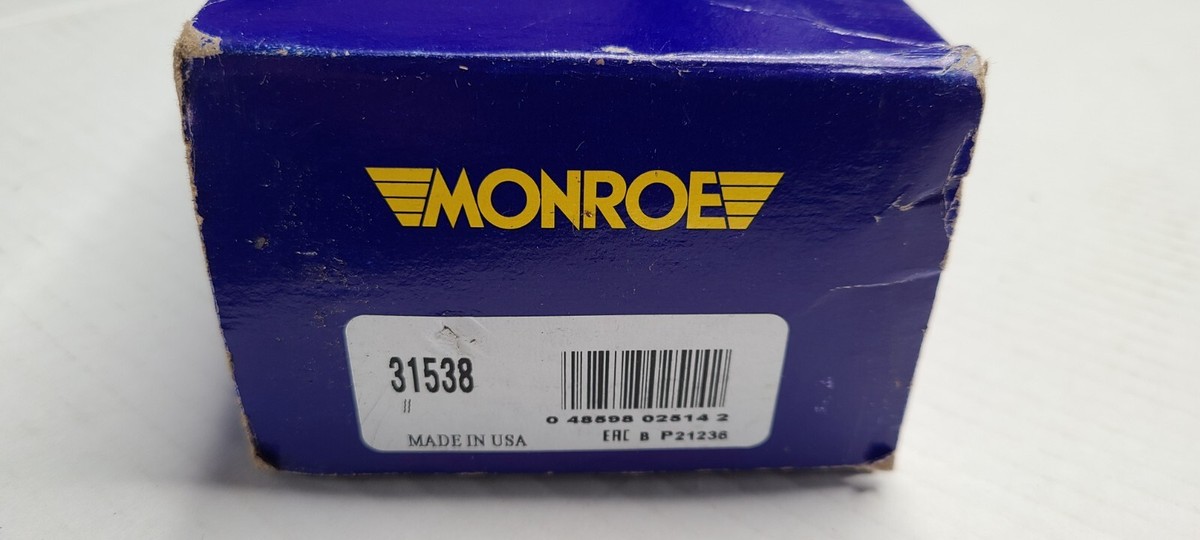 MONROE
31538
0 48598 02514 2
MADE IN USA
EAC B P21236